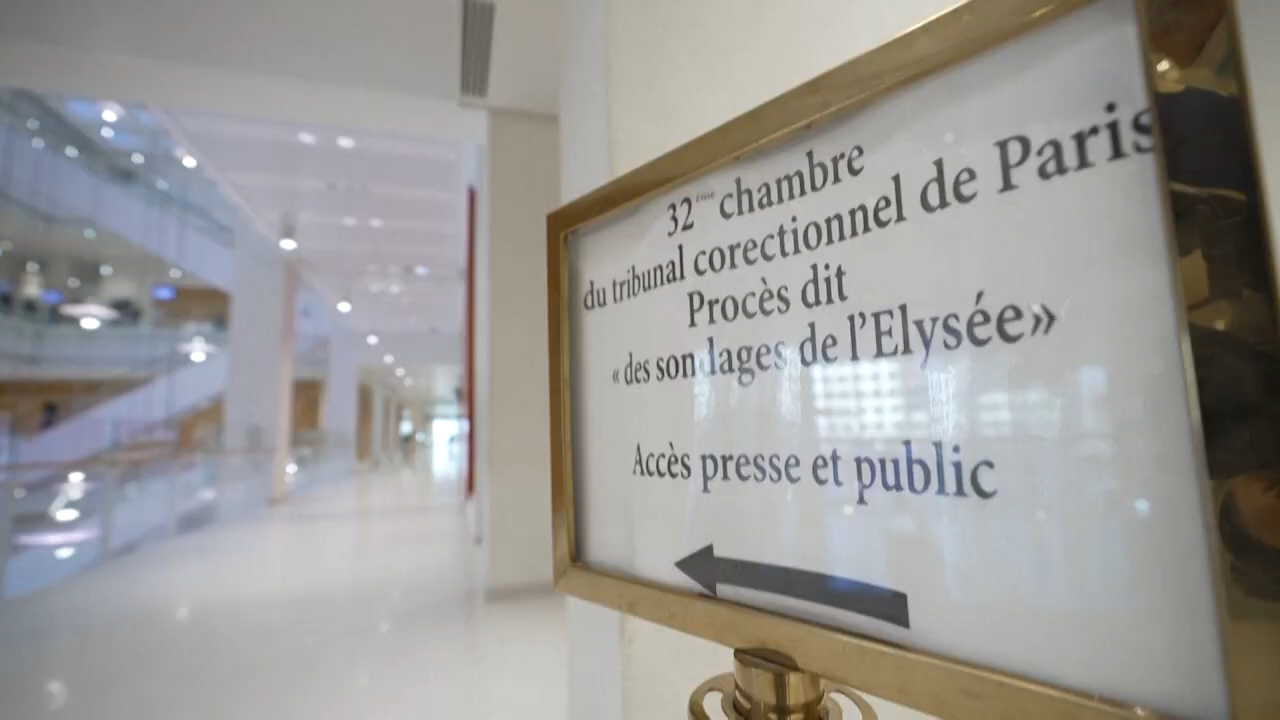 32ème chambre
du tribunal corectionnel de Paris
Procès dit
« des sondages de l’Elysée»
Accès presse et public